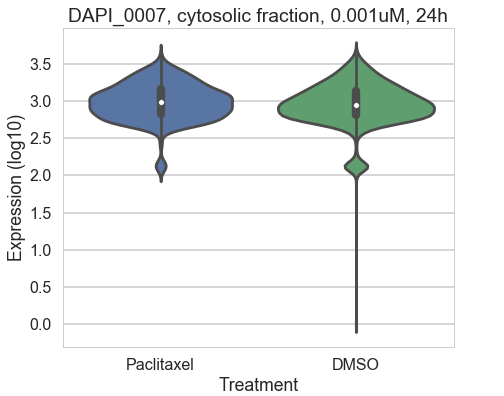 DAPI_0007, cytosolic fraction, 0.001uM, 24h
Expression (log10)
3.5
3.0
2.5
2.0
1.5
1.0
0.5
0.0
Paclitaxel
DMSO
Treatment